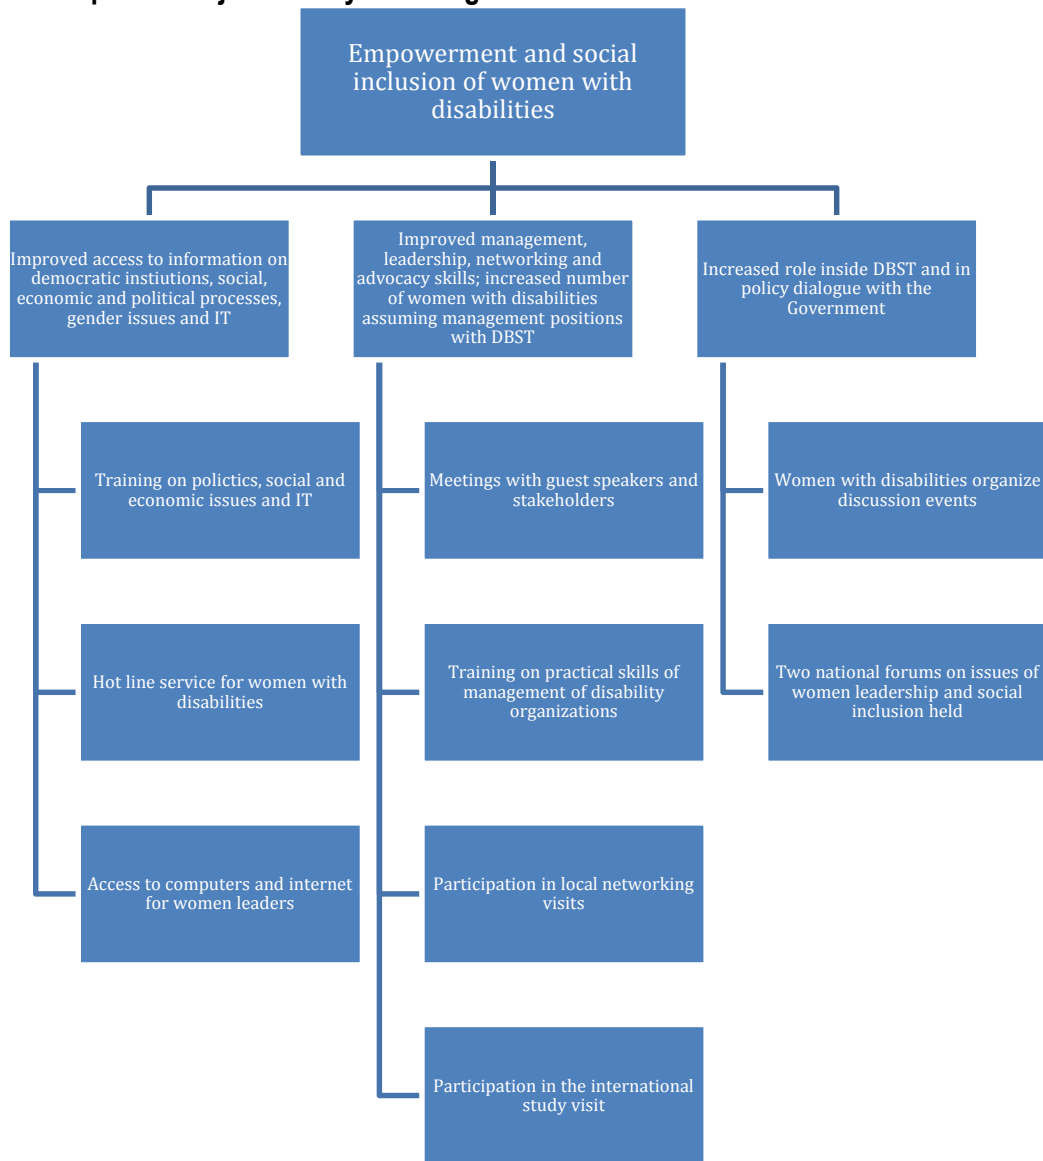 Empowerment and social
inclusion of women with
disabilities
Improved access to information on
democratic instiutions, social,
economic and political processes,
gender issues and IT
Improved management,
leadership, networking and
advocacy skills; increased number
of women with disabilities
assuming management positions
with DBST
Increased role inside DBST and in
policy dialogue with the
Government
Training on polictics, social and
economic issues and IT
Hot line service for women with
disabilities
Access to computers and internet
for women leaders
Meetings with guest speakers and
stakeholders
Training on practical skills of
management of disability
organizations
Participation in local networking
visits
Participation in the international
study visit
Women with disabilities organize
discussion events
Two national forums on issues of
women leadership and social
inclusion held